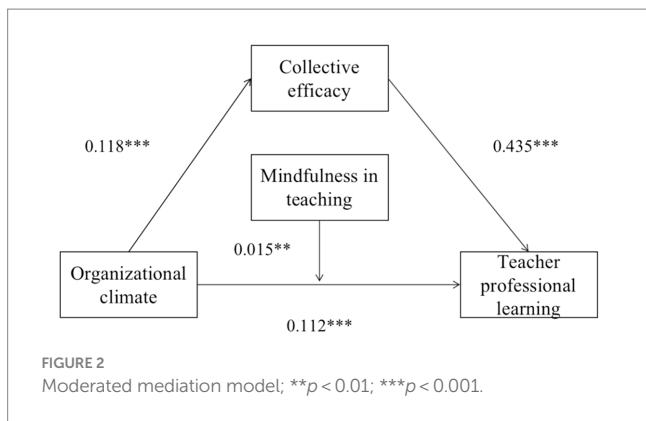 Collective
efficacy
0.118***
0.435***
Mindfulness in
teaching
0.015**
Organizational
climate
Teacher
professional
learning
0.112***
FIGURE 2
Moderated mediation model; **p < 0.01; ***p < 0.001.